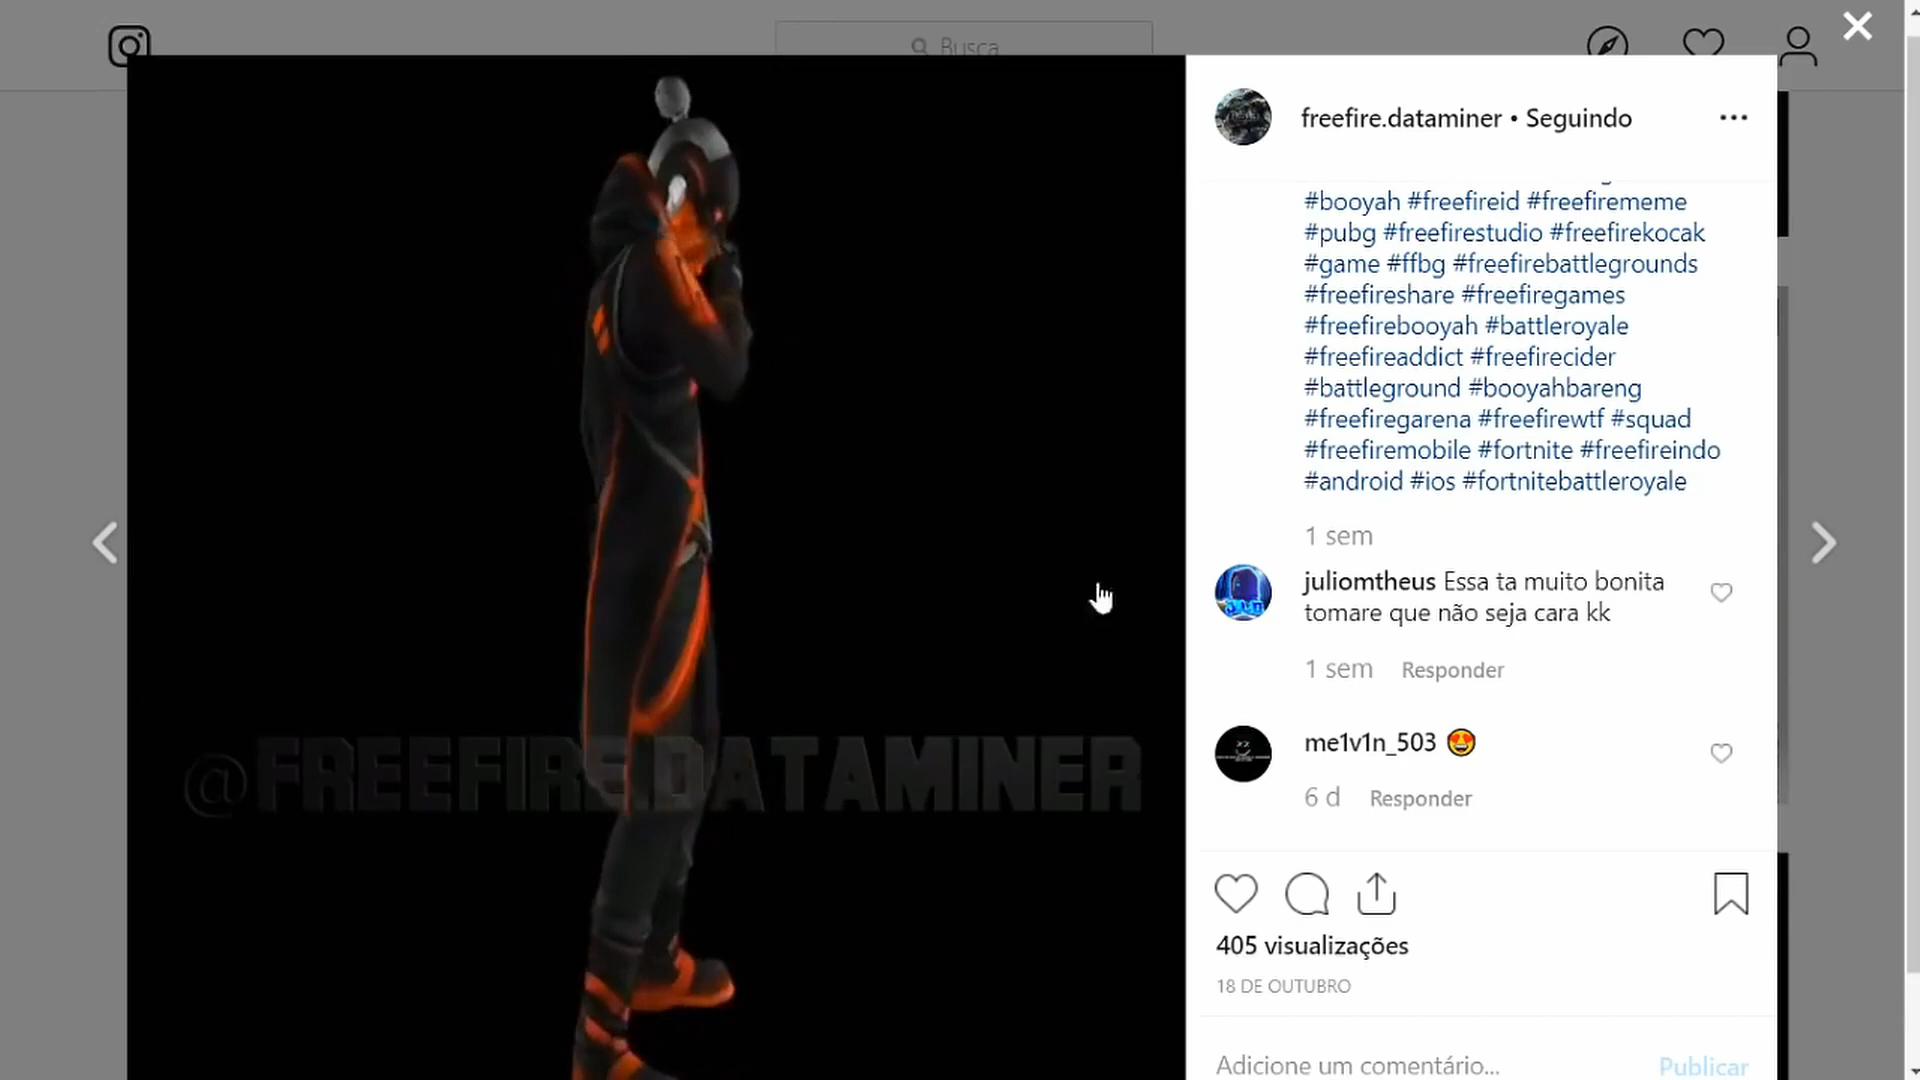 Busca
freefire.dataminer • Seguindo
#booyah #freefireid #freefirememe
#pubg #freefirestudio #freefirekocak
#game #ffbg #freefirebattlegrounds
#freefireshare #freefiregames
#freefirebooyah #battleroyale
#freefireaddict #freefirecider
#battleground #booyahbareng
#freefiregarena #freefirewtf #squad
#freefiremobile #fortnite #freefireindo
#android #ios #fortnitebattleroyale
1 sem
juliomtheus Essa ta muito bonita
tomare que não seja cara kk
1 sem Responder
me1v1n_503 😍
6 d Responder
405 visualizações
18 DE OUTUBRO
Adicione um comentário...
Publicar
@FREEFIRE.DATAMINER